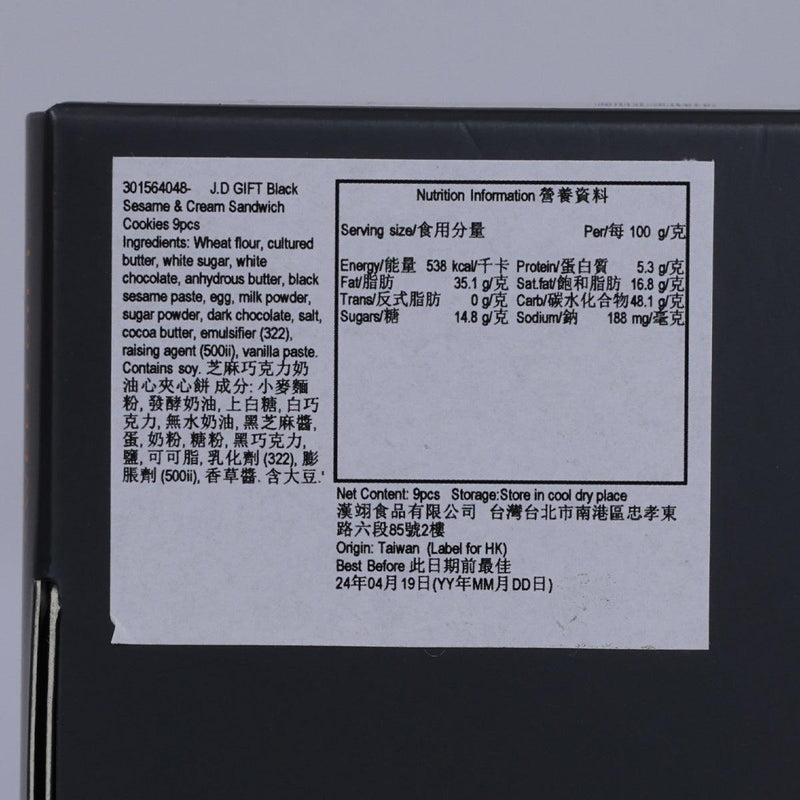 301564048- J.D GIFT Black
Sesame & Cream Sandwich
Cookies 9pcs
Ingredients: Wheat flour, cultured
butter, white sugar, white
chocolate, anhydrous butter, black
sesame paste, egg, milk powder,
sugar powder, dark chocolate, salt,
cocoa butter, emulsifier (322),
raising agent (500ii), vanilla paste.
Contains soy. 芝麻巧克力奶
油心夾心餅 成分: 小麥麵
粉, 發酵奶油, 上白糖, 白巧
克力, 無水奶油, 黑芝麻醬,
蛋, 奶粉, 糖粉, 黑巧克力,
鹽, 可可脂, 乳化劑 (322), 膨
脹劑 (500ii), 香草醬. 含大豆.'
Nutrition Information 營養資料
Serving size/食用分量 Per/每 100 g/克
Energy/能量 538 kcal/千卡 Protein/蛋白質 5.3 g/克
Fat/脂肪 35.1 g/克 Sat.fat/飽和脂肪 16.8 g/克
Trans/反式脂肪 0 g/克 Carb/碳水化合物 48.1 g/克
Sugars/糖 14.8 g/克 Sodium/鈉 188 mg/毫克
Net Content: 9pcs Storage:Store in cool dry place
漢翊食品有限公司 台灣台北市南港區忠孝東
路六段85號2樓
Origin: Taiwan (Label for HK)
Best Before 此日期前最佳
24年04月19日(YY年MM月DD日)